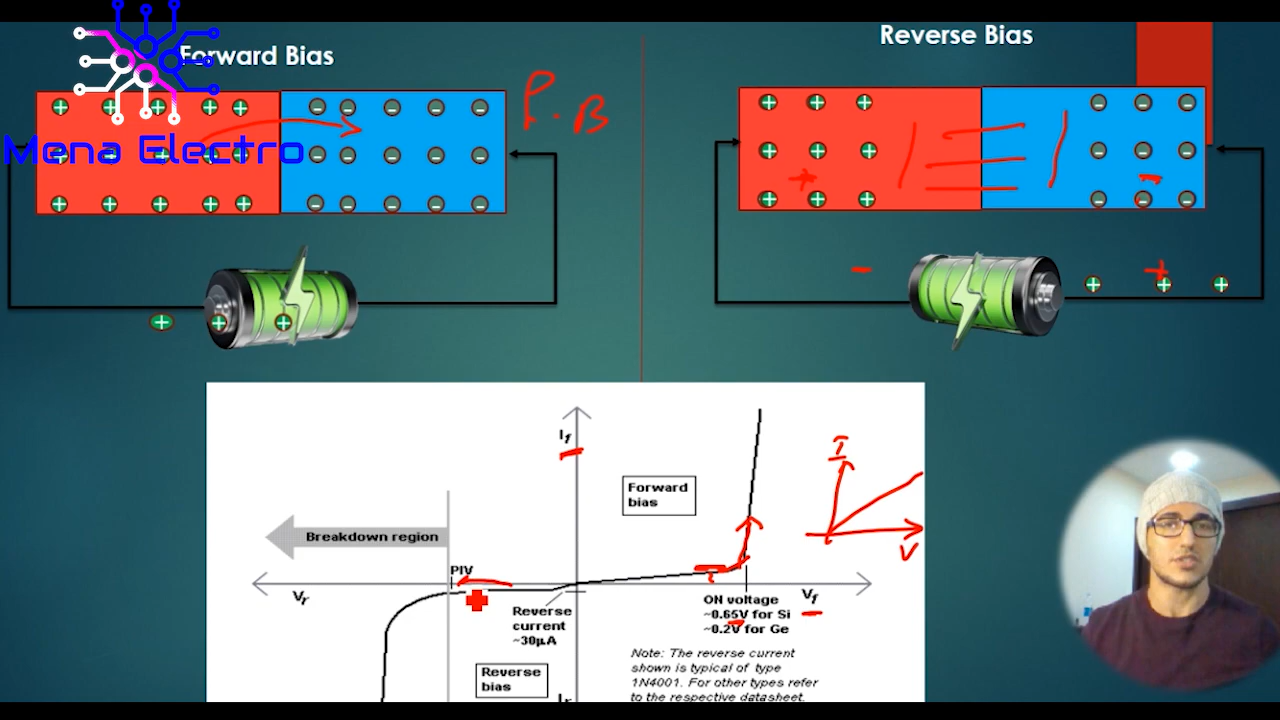 Forward Bias
Reverse Bias
Mena Electro
P.B
+
-
-
+
If
Forward
bias
I
V
Breakdown region
PIV
Vr
Reverse
current
~30µA
ON voltage
~0.65V for Si
~0.2V for Ge
Vf
Reverse
bias
Note: The reverse current
shown is typical of type
1N4001. For other types refer
to the respective datasheet.